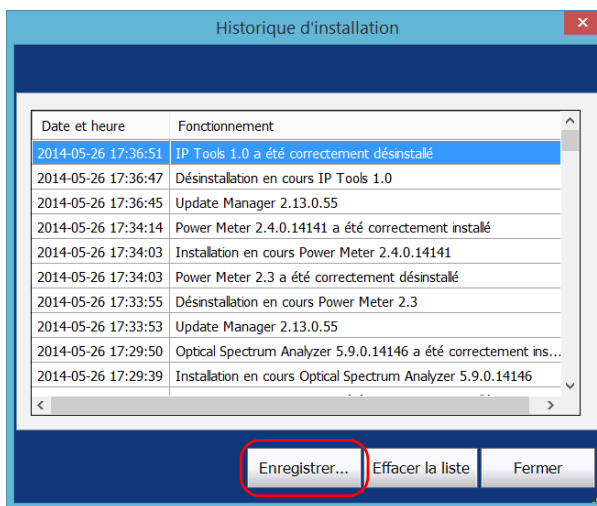 Historique d'installation
Date et heure Fonctionnement
2014-05-26 17:36:51 IP Tools 1.0 a été correctement désinstallé
2014-05-26 17:36:47 Désinstallation en cours IP Tools 1.0
2014-05-26 17:36:45 Update Manager 2.13.0.55
2014-05-26 17:34:14 Power Meter 2.4.0.14141 a été correctement installé
2014-05-26 17:34:03 Installation en cours Power Meter 2.4.0.14141
2014-05-26 17:34:03 Power Meter 2.3 a été correctement désinstallé
2014-05-26 17:33:55 Désinstallation en cours Power Meter 2.3
2014-05-26 17:33:53 Update Manager 2.13.0.55
2014-05-26 17:29:50 Optical Spectrum Analyzer 5.9.0.14146 a été correctement ins...
2014-05-26 17:29:39 Installation en cours Optical Spectrum Analyzer 5.9.0.14146
Enregistrer... Effacer la liste Fermer